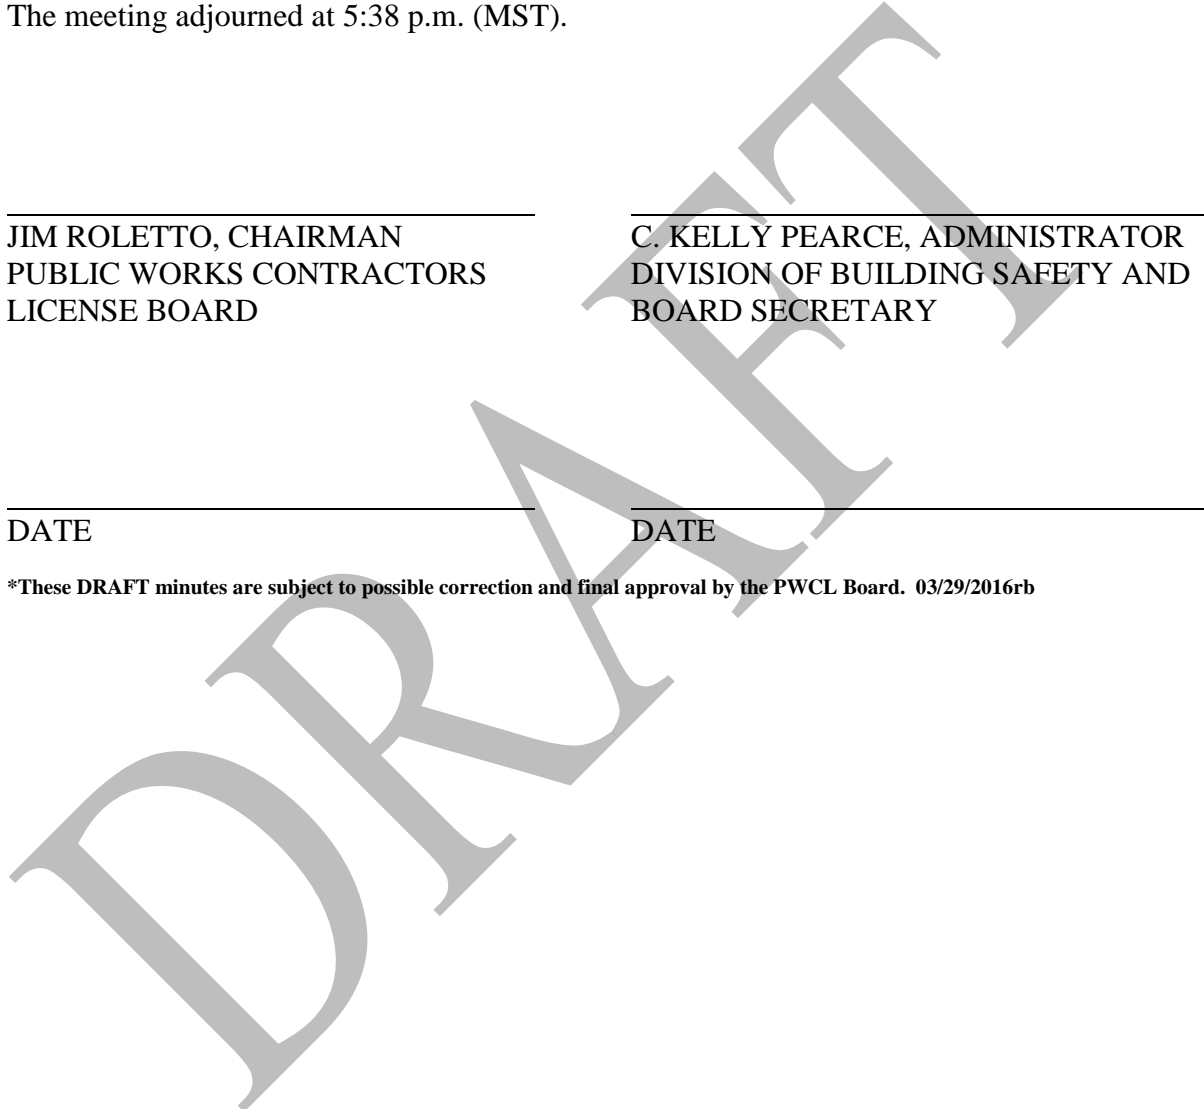 The meeting adjourned at 5:38 p.m. (MST).
JIM ROLETTO, CHAIRMAN
PUBLIC WORKS CONTRACTORS
LICENSE BOARD
C. KELLY PEARCE, ADMINISTRATOR
DIVISION OF BUILDING SAFETY AND
BOARD SECRETARY
DATE
DATE
*These DRAFT minutes are subject to possible correction and final approval by the PWCL Board. 03/29/2016rb
DRAFT